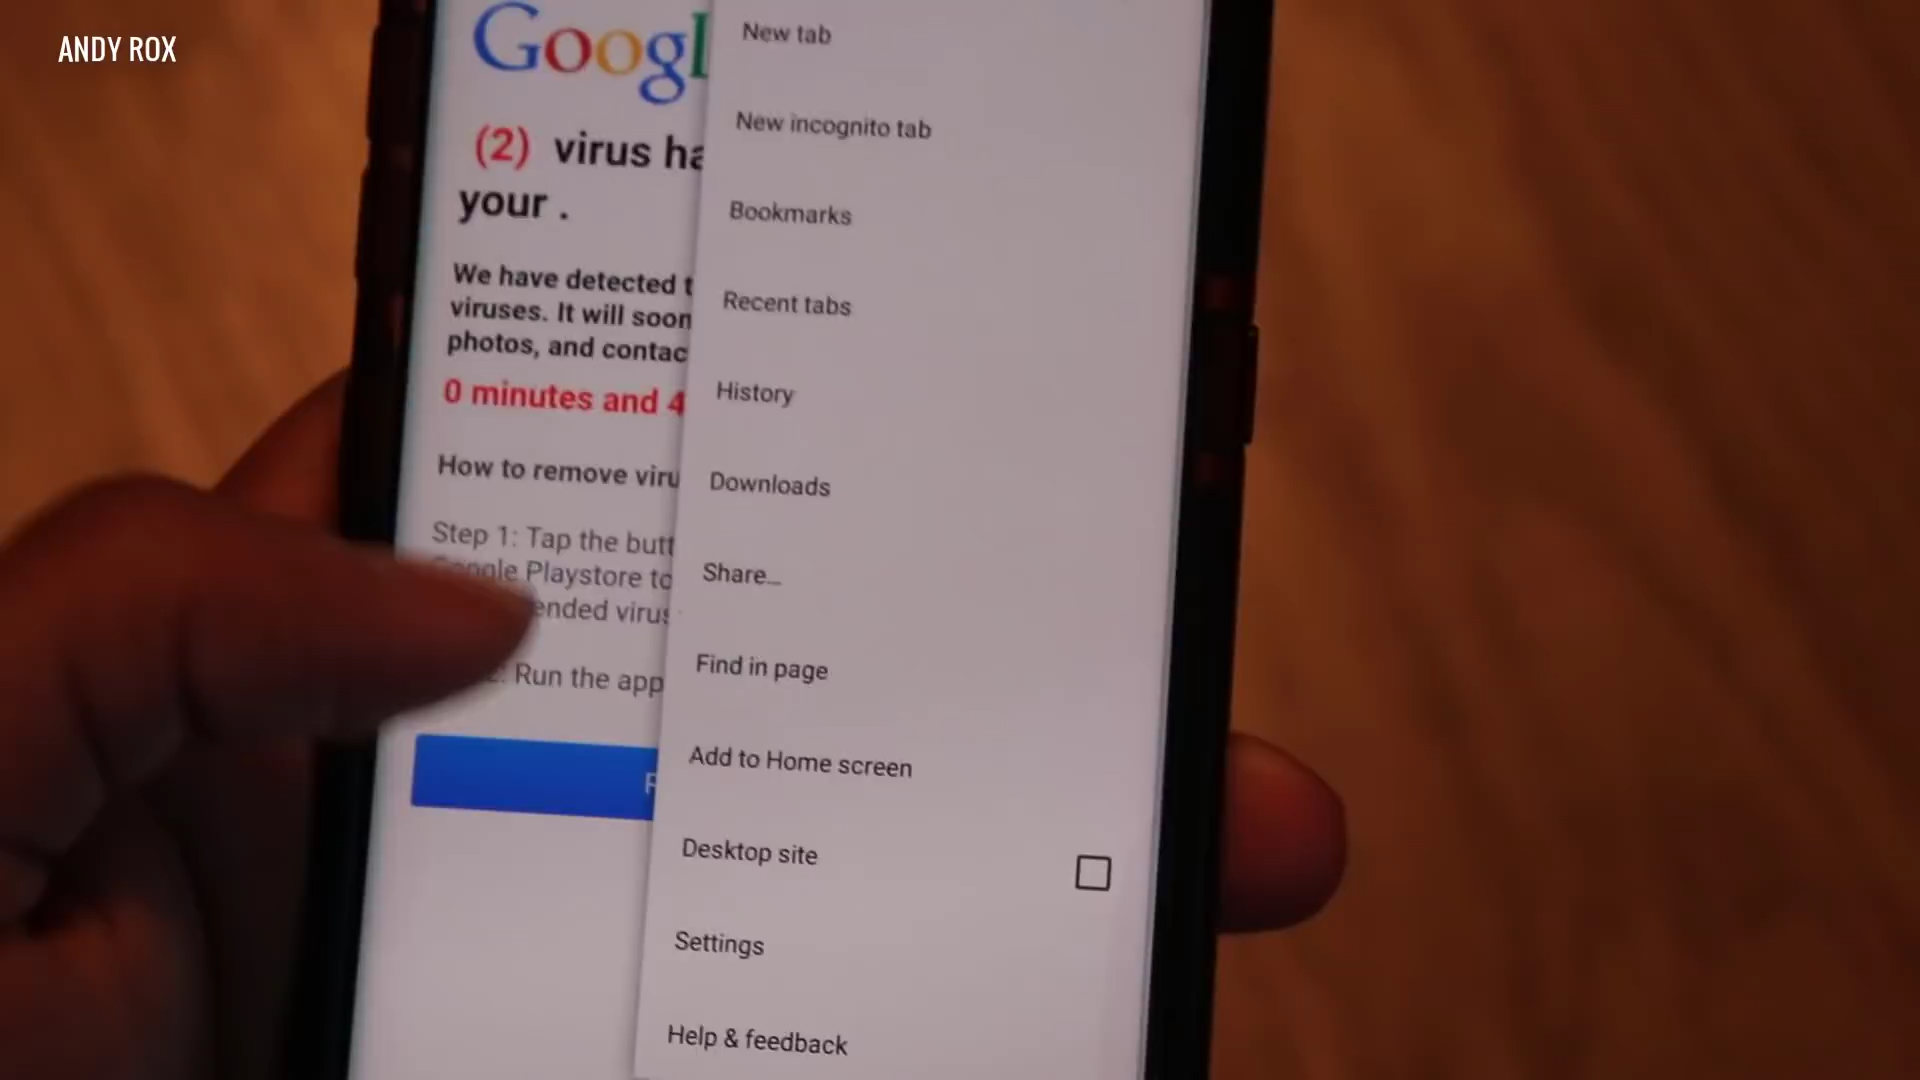 ANDY ROX
Googl
(2) virus ha
your .
We have detected t
viruses. It will soon
photos, and contac
0 minutes and 4
How to remove viru
Step 1: Tap the butt
Playstore to
ended virus
Run the app
New tab
New incognito tab
Bookmarks
Recent tabs
History
Downloads
Share...
Find in page
Add to Home screen
Desktop site
Settings
Help & feedback